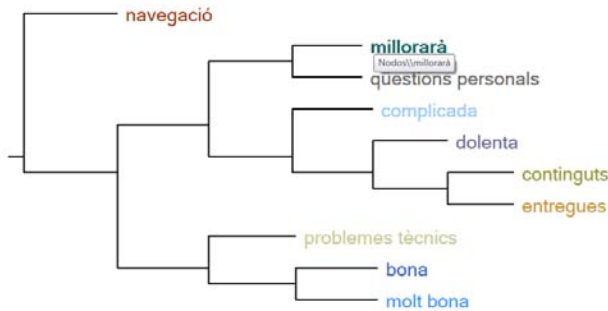 navegació
millorarà
Nodos\\millorarà
qüestions personals
complicada
dolenta
continguts
entregues
problemes tècnics
bona
molt bona